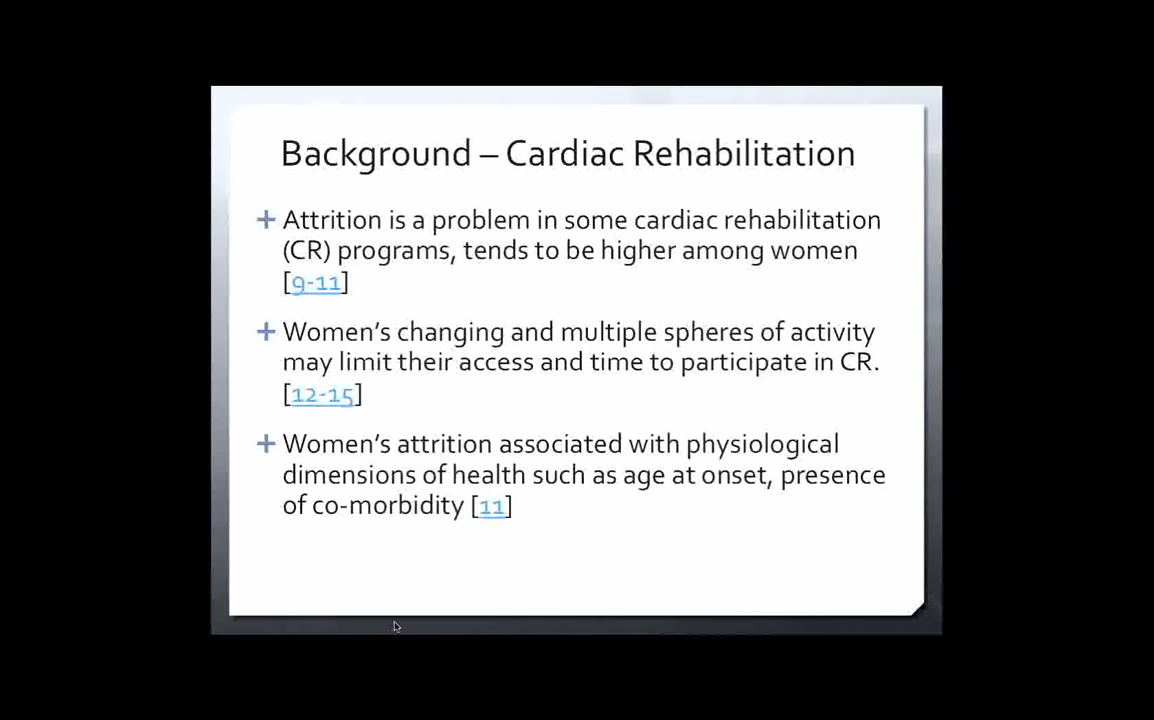 Background – Cardiac Rehabilitation
Attrition is a problem in some cardiac rehabilitation
(CR) programs, tends to be higher among women
[9-11]
Women’s changing and multiple spheres of activity
may limit their access and time to participate in CR.
[12-15]
Women’s attrition associated with physiological
dimensions of health such as age at onset, presence
of co-morbidity [11]